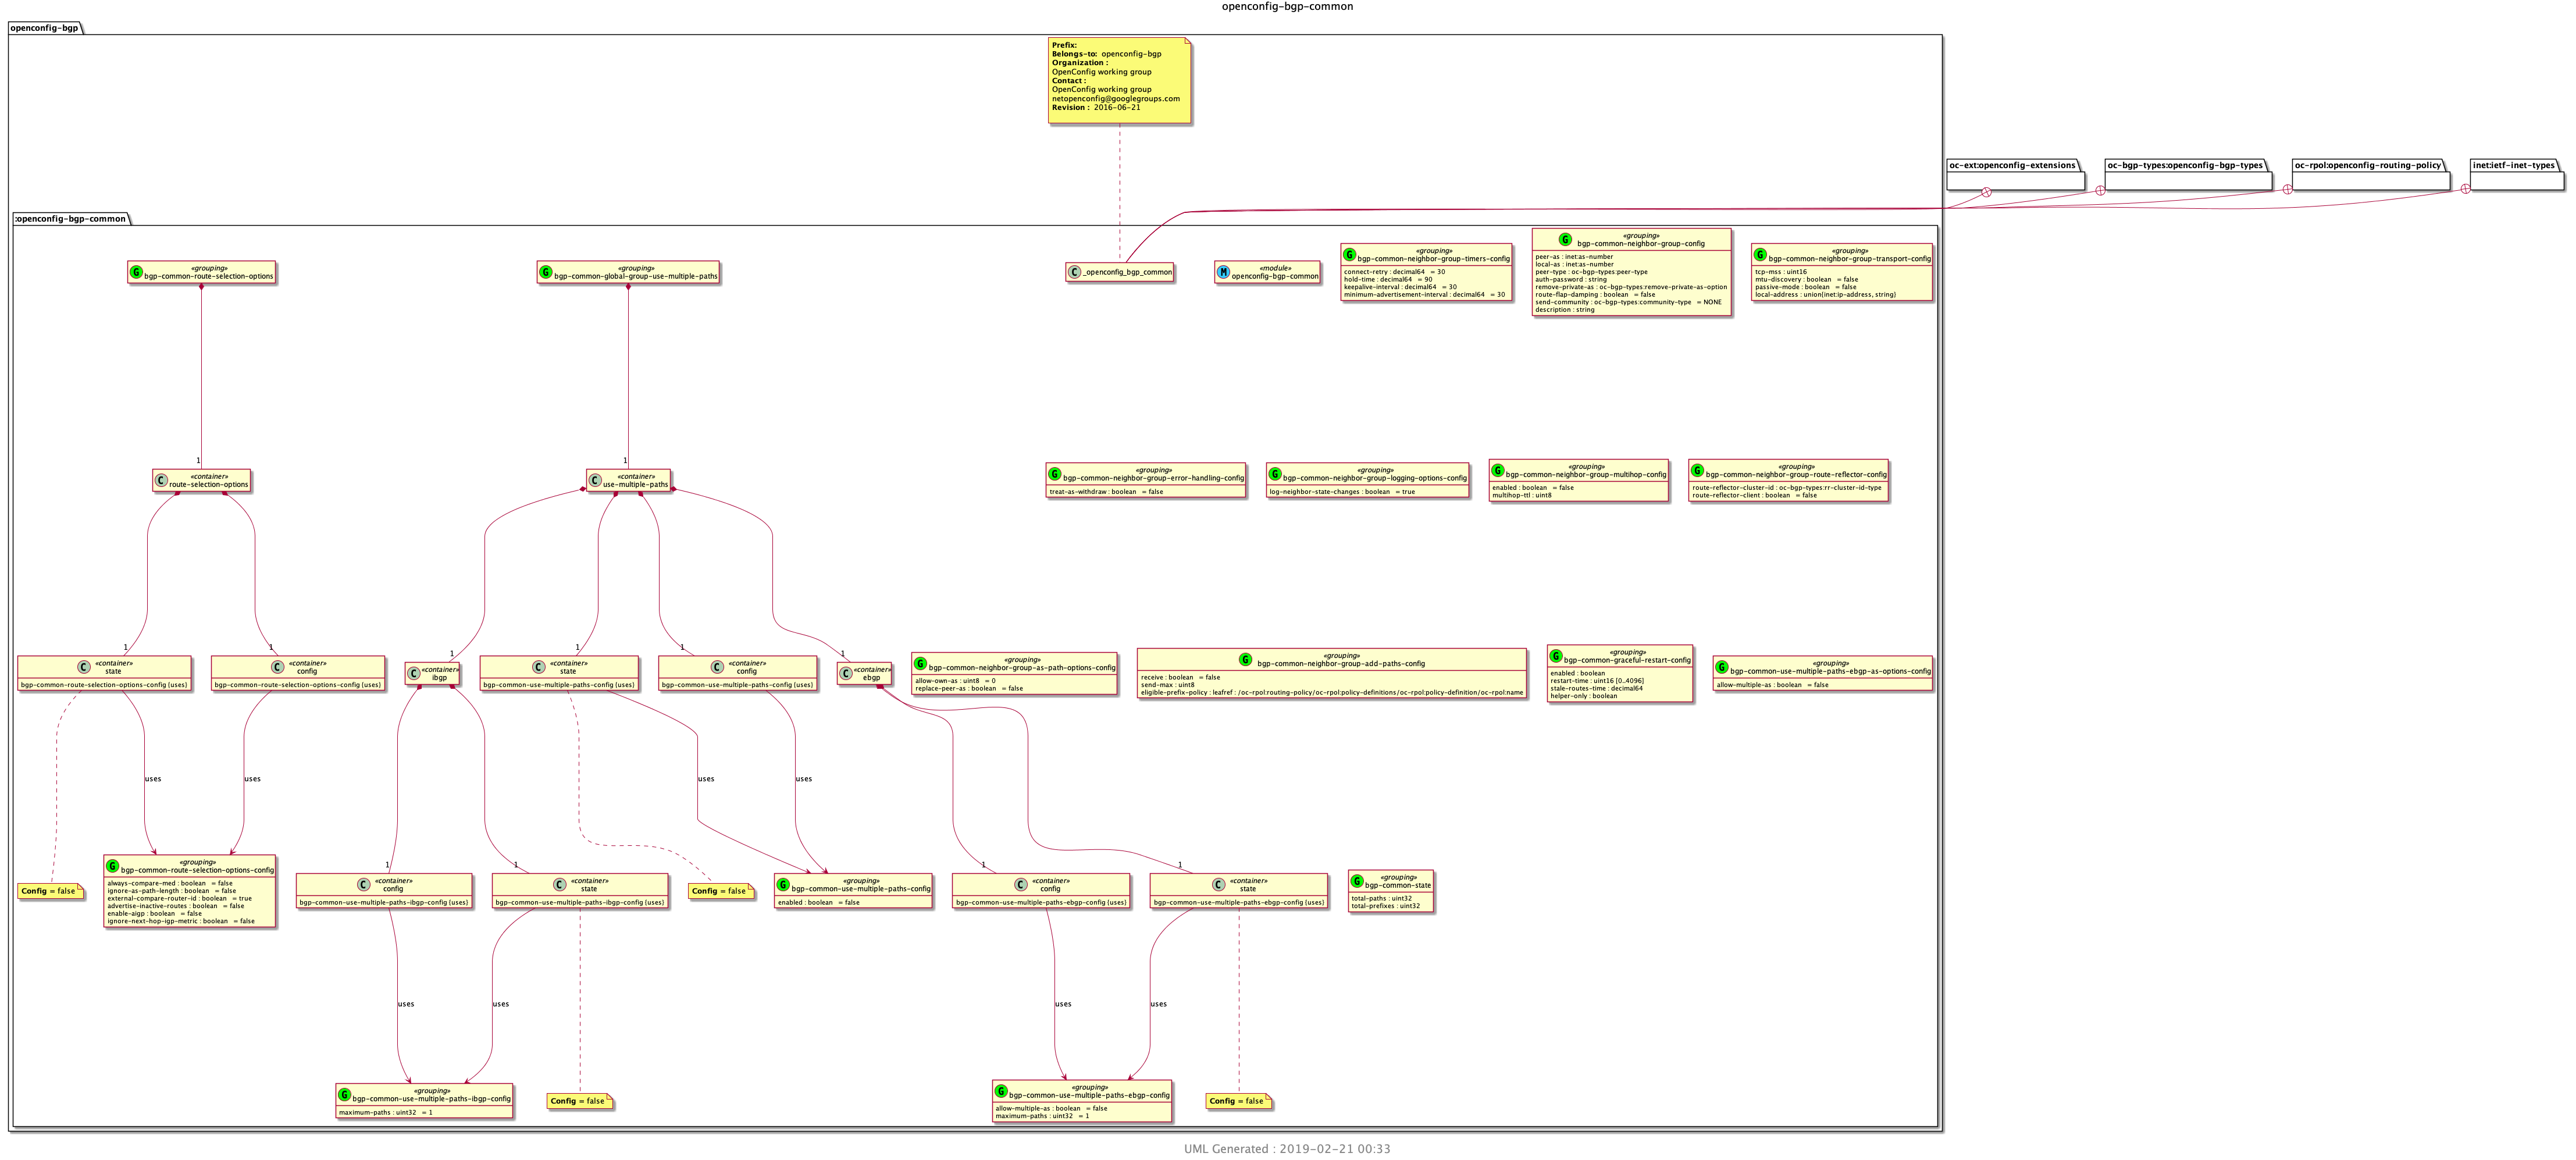 openconfig-bgp-common
openconfig-bgp
Prefix:
Belongs-to: openconfig-bgp
Organization :
OpenConfig working group
Contact :
OpenConfig working group
netopenconfig@googlegroups.com
Revision : 2016-06-21
oc-ext:openconfig-extensions
oc-bgp-types:openconfig-bgp-types
oc-rpol:openconfig-routing-policy
inet:ietf-inet-types
:openconfig-bgp-common
G
«grouping»
bgp-common-route-selection-options
G
«grouping»
bgp-common-global-group-use-multiple-paths
C
_openconfig_bgp_common
M
«module»
openconfig-bgp-common
G
«grouping»
bgp-common-neighbor-group-timers-config
connect-retry : decimal64 = 30
hold-time : decimal64 = 90
keepalive-interval : decimal64 = 30
minimum-advertisement-interval : decimal64 = 30
G
«grouping»
bgp-common-neighbor-group-config
peer-as : inet:as-number
local-as : inet:as-number
peer-type : oc-bgp-types:peer-type
auth-password : string
remove-private-as : oc-bgp-types:remove-private-as-option
route-flap-damping : boolean = false
send-community : oc-bgp-types:community-type = NONE
description : string
G
«grouping»
bgp-common-neighbor-group-transport-config
tcp-mss : uint16
mtu-discovery : boolean = false
passive-mode : boolean = false
local-address : union{inet:ip-address, string}
1
C
«container»
route-selection-options
1
C
«container»
use-multiple-paths
G
«grouping»
bgp-common-neighbor-group-error-handling-config
treat-as-withdraw : boolean = false
G
«grouping»
bgp-common-neighbor-group-logging-options-config
log-neighbor-state-changes : boolean = true
G
«grouping»
bgp-common-neighbor-group-multihop-config
enabled : boolean = false
multihop-ttl : uint8
G
«grouping»
bgp-common-neighbor-group-route-reflector-config
route-reflector-cluster-id : oc-bgp-types:rr-cluster-id-type
route-reflector-client : boolean = false
1
C
«container»
state
bgp-common-route-selection-options-config {uses}
1
C
«container»
config
bgp-common-route-selection-options-config {uses}
1
C
«container»
ibgp
1
C
«container»
state
bgp-common-use-multiple-paths-config {uses}
1
C
«container»
config
bgp-common-use-multiple-paths-config {uses}
1
C
«container»
ebgp
G
«grouping»
bgp-common-neighbor-group-as-path-options-config
allow-own-as : uint8 = 0
replace-peer-as : boolean = false
G
«grouping»
bgp-common-neighbor-group-add-paths-config
receive : boolean = false
send-max : uint8
eligible-prefix-policy : leafref : /oc-rpol:routing-policy/oc-rpol:policy-definitions/oc-rpol:policy-definition/oc-rpol:name
G
«grouping»
bgp-common-graceful-restart-config
enabled : boolean
restart-time : uint16 [0..4096]
stale-routes-time : decimal64
helper-only : boolean
G
«grouping»
bgp-common-use-multiple-paths-ebgp-as-options-config
allow-multiple-as : boolean = false
uses
uses
uses
uses
Config = false
G
«grouping»
bgp-common-route-selection-options-config
always-compare-med : boolean = false
ignore-as-path-length : boolean = false
external-compare-router-id : boolean = true
advertise-inactive-routes : boolean = false
enable-aigp : boolean = false
ignore-next-hop-igp-metric : boolean = false
1
C
«container»
config
bgp-common-use-multiple-paths-ibgp-config {uses}
1
C
«container»
state
bgp-common-use-multiple-paths-ibgp-config {uses}
Config = false
G
«grouping»
bgp-common-use-multiple-paths-config
enabled : boolean = false
1
C
«container»
config
bgp-common-use-multiple-paths-ebgp-config {uses}
1
C
«container»
state
bgp-common-use-multiple-paths-ebgp-config {uses}
G
«grouping»
bgp-common-state
total-paths : uint32
total-prefixes : uint32
uses
uses
uses
uses
G
«grouping»
bgp-common-use-multiple-paths-ibgp-config
maximum-paths : uint32 = 1
Config = false
G
«grouping»
bgp-common-use-multiple-paths-ebgp-config
allow-multiple-as : boolean = false
maximum-paths : uint32 = 1
Config = false
UML Generated : 2019-02-21 00:33